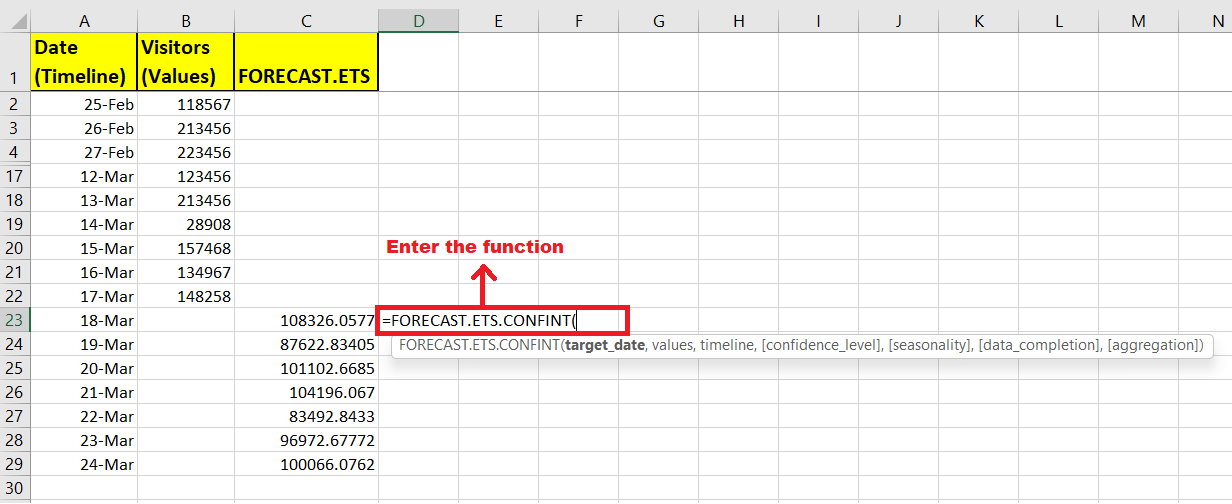 A B C D E F G H I J K L M N
Date Visitors
1 (Timeline) (Values) FORECAST.ETS
2 25-Feb 118567
3 26-Feb 213456
4 27-Feb 223456
17 12-Mar 123456
18 13-Mar 213456
19 14-Mar 28908
20 15-Mar 157468
Enter the function
21 16-Mar 134967
22 17-Mar 148258
23 18-Mar 108326.0577 =FORECAST.ETS.CONFINT(
24 19-Mar 87622.83405 FORECAST.ETS.CONFINT(target_date, values, timeline, [confidence_level], [seasonality], [data_completion], [aggregation])
25 20-Mar 101102.6685
26 21-Mar 104196.067
27 22-Mar 83492.8433
28 23-Mar 96972.67772
29 24-Mar 100066.0762
30